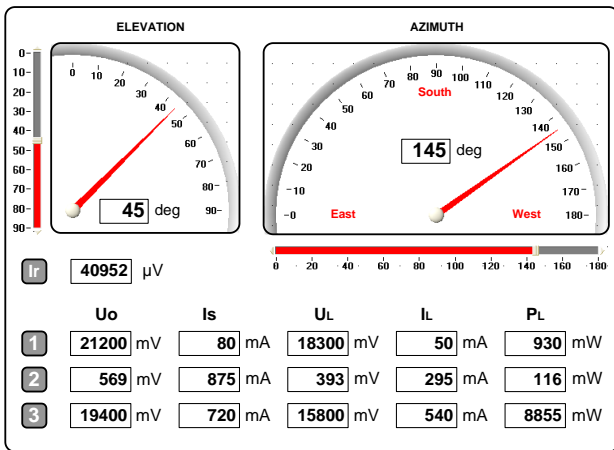 ELEVATION
0 10 20 30 40 50 60 70 80 90
0 10 20 30 40 50 60 70 80 90
45 deg
AZIMUTH
0 10 20 30 40 50 60 70 80 90 100 110 120 130 140 150 160 170 180
South
145 deg
East West
0 20 40 60 80 100 120 140 160 180
Ir 40952 µV
Uo Is UL IL PL
1 21200 mV 80 mA 18300 mV 50 mA 930 mW
2 569 mV 875 mA 393 mV 295 mA 116 mW
3 19400 mV 720 mA 15800 mV 540 mA 8855 mW